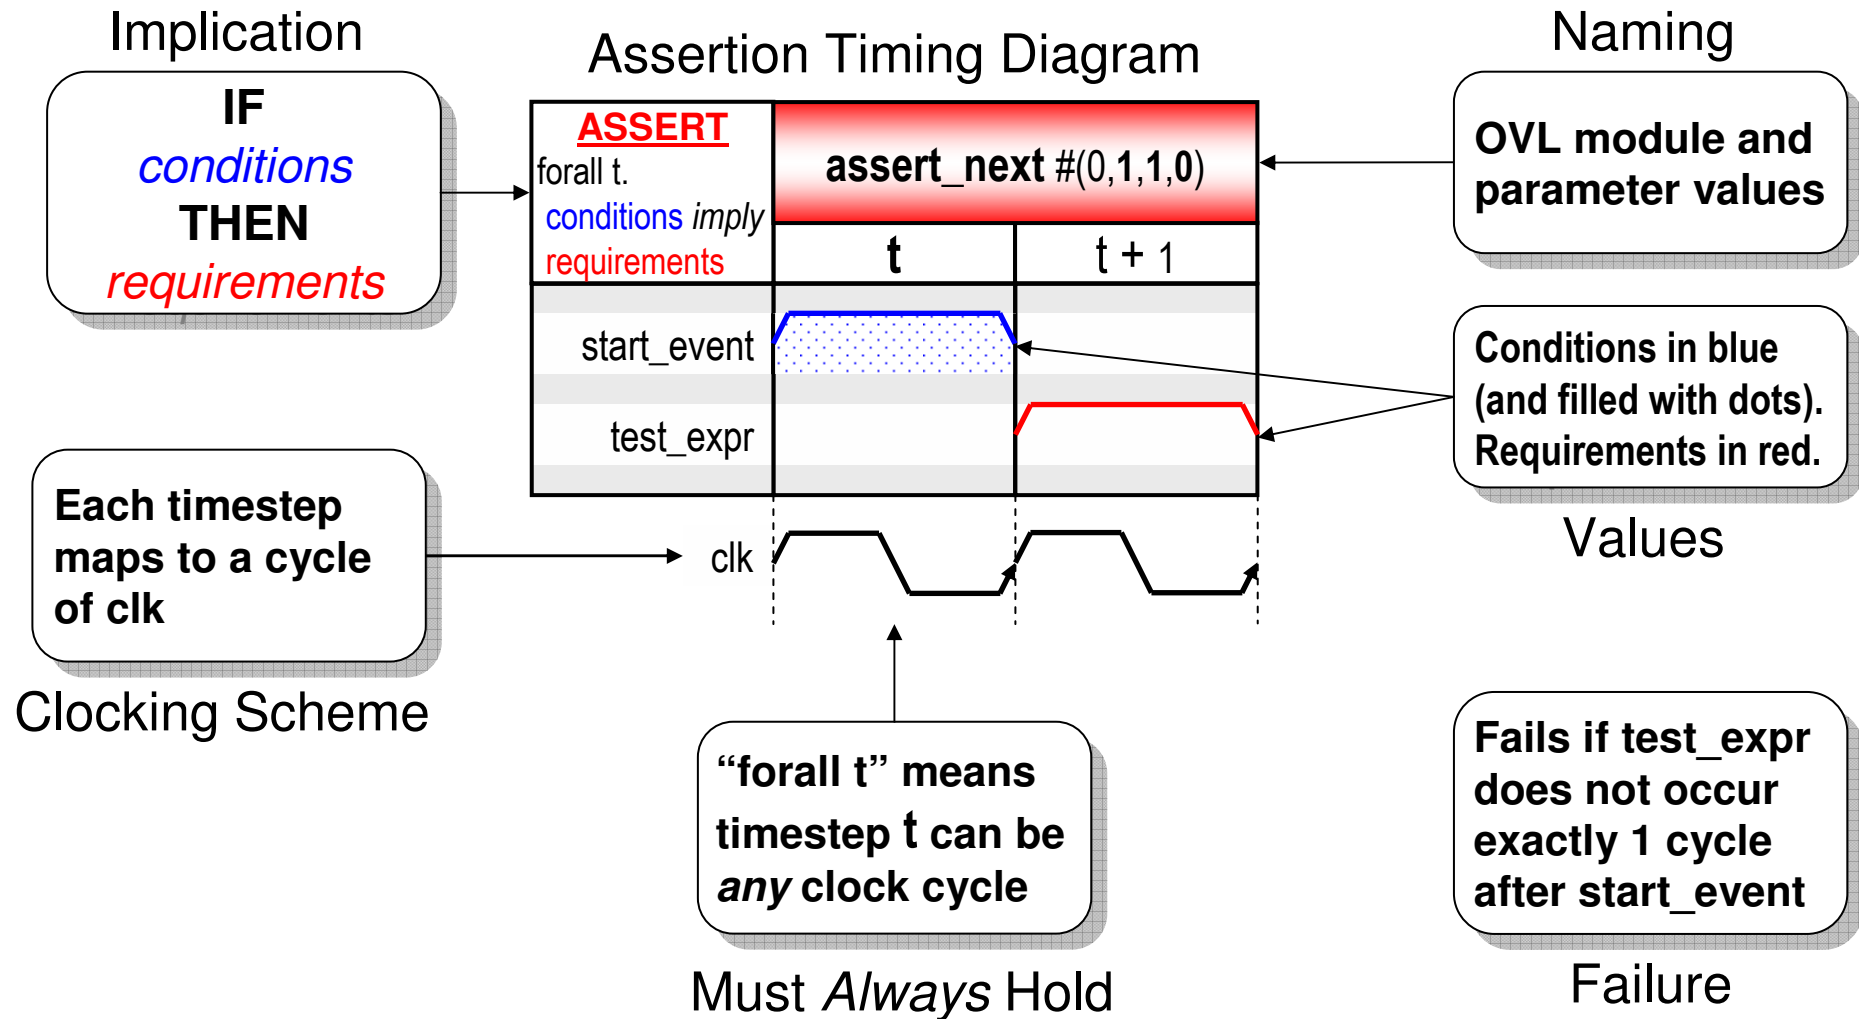 Implication
IF
conditions
THEN
requirements
Assertion Timing Diagram
ASSERT
forall t.
conditions imply
requirements
assert_next #(0,1,1,0)
t
t + 1
start_event
test_expr
clk
Naming
OVL module and
parameter values
Conditions in blue
(and filled with dots).
Requirements in red.
Values
Each timestep
maps to a cycle
of clk
Clocking Scheme
“forall t” means
timestep t can be
any clock cycle
Must Always Hold
Fails if test_expr
does not occur
exactly 1 cycle
after start_event
Failure